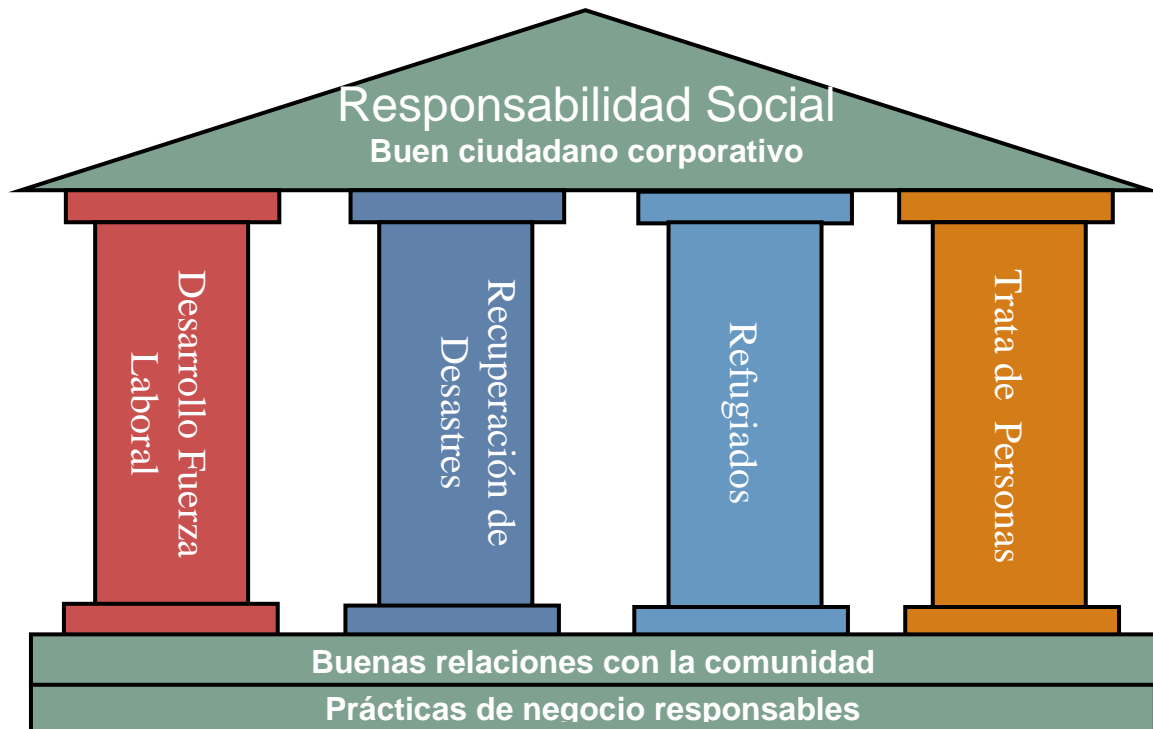 Responsabilidad Social
Buen ciudadano corporativo
Desarrollo Fuerza
Laboral
Recuperación de
Desastres
Refugiados
Trata de  Personas
Buenas relaciones con la comunidad
Prácticas de negocio responsables